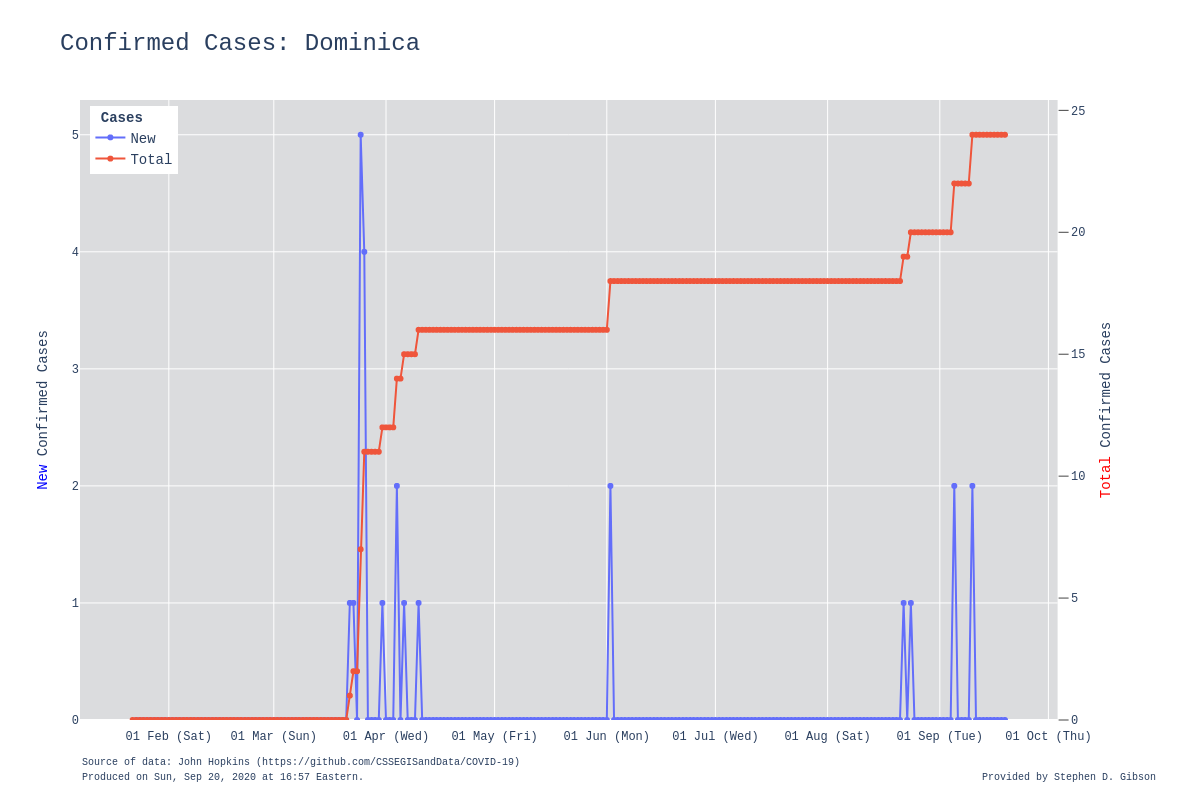 Confirmed Cases: Dominica
Cases
New
Total
5
4
3
2
1
0
25
20
15
10
5
0
New Confirmed Cases
Total Confirmed Cases
01 Feb (Sat) 01 Mar (Sun) 01 Apr (Wed) 01 May (Fri) 01 Jun (Mon) 01 Jul (Wed) 01 Aug (Sat) 01 Sep (Tue) 01 Oct (Thu)
Source of data: John Hopkins (https://github.com/CSSEGISandData/COVID-19)
Produced on Sun, Sep 20, 2020 at 16:57 Eastern.
Provided by Stephen D. Gibson